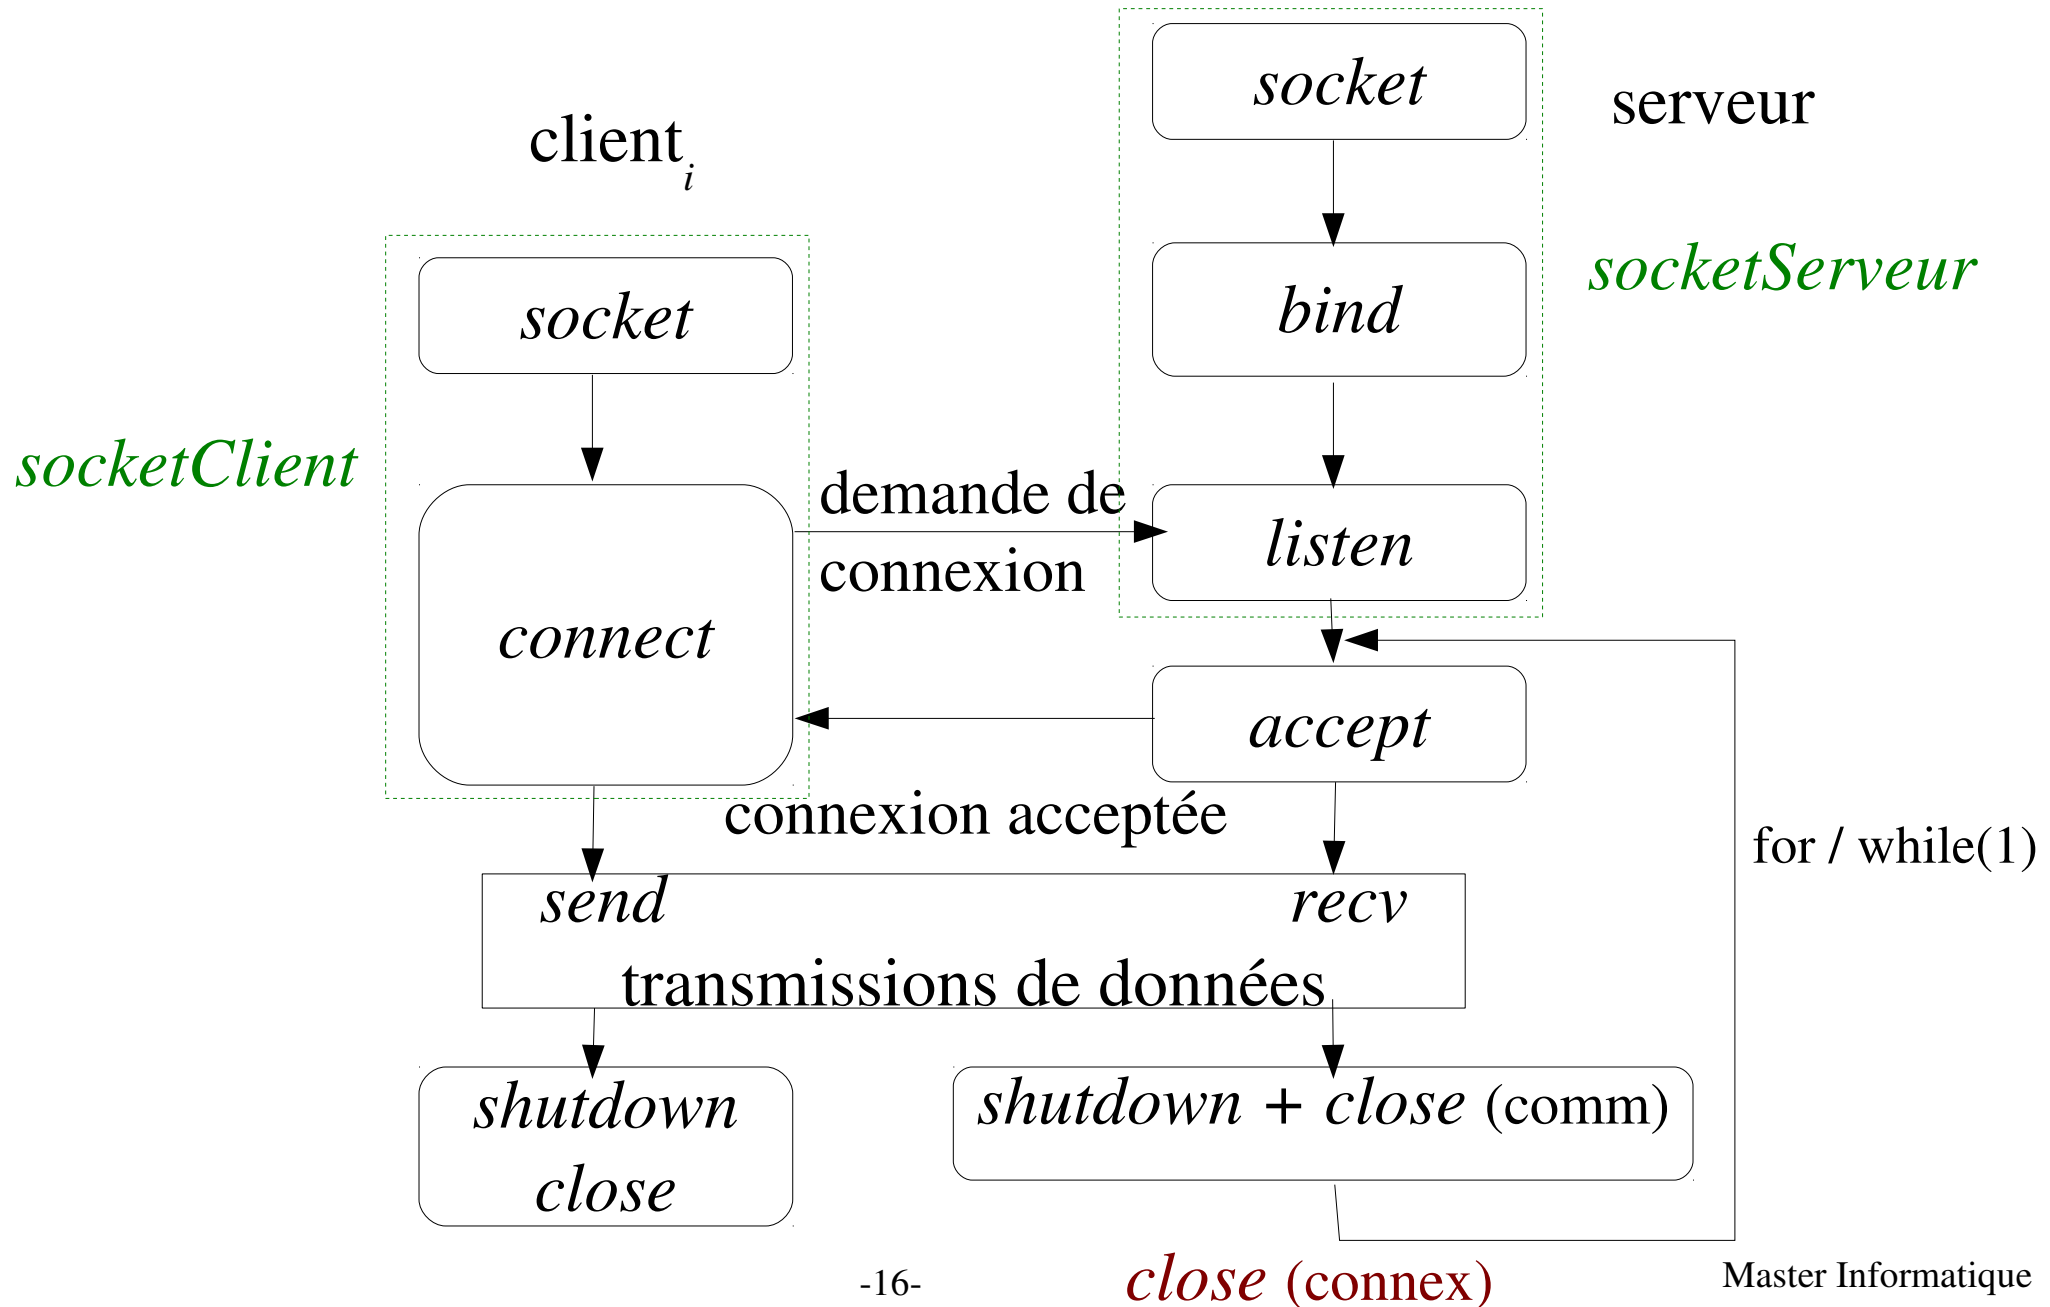 socket
serveur
client i
bind
socketServeur
socket
socketClient
demande de
connexion
listen
connect
accept
connexion acceptée
for / while(1)
send recv
transmissions de données
shutdown
close
shutdown + close (comm)
close (connex)
-16-
Master Informatique